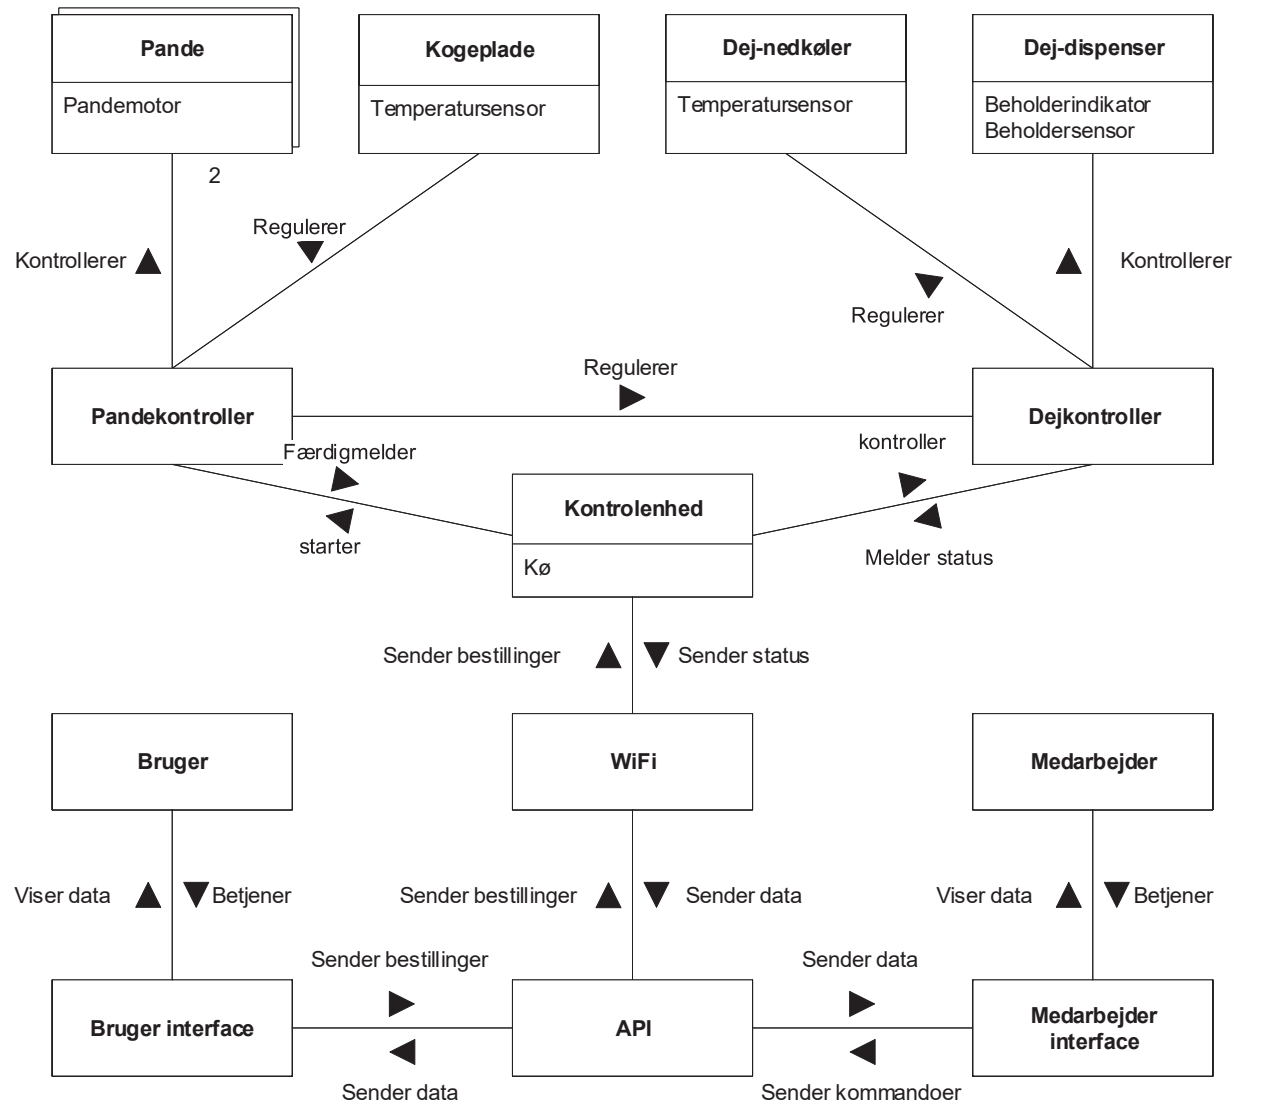 Pande
Kogeplade
Dej-nedkøler
Dej-dispenser
Pandemotor
Temperatursensor
Temperatursensor
Beholderindikator
Beholdersensor
2
Regulerer
Kontrollerer
Kontrollerer
Regulerer
Regulerer
Pandekontroller
Dejkontroller
Færdigmelder
kontroller
Kontrolenhed
starter
Melder status
Kø
Sender bestillinger
Sender status
Bruger
WiFi
Medarbejder
Viser data
Betjener
Sender bestillinger
Sender data
Viser data
Betjener
Sender bestillinger
Sender data
Bruger interface
API
Medarbejder
interface
Sender data
Sender kommandoer